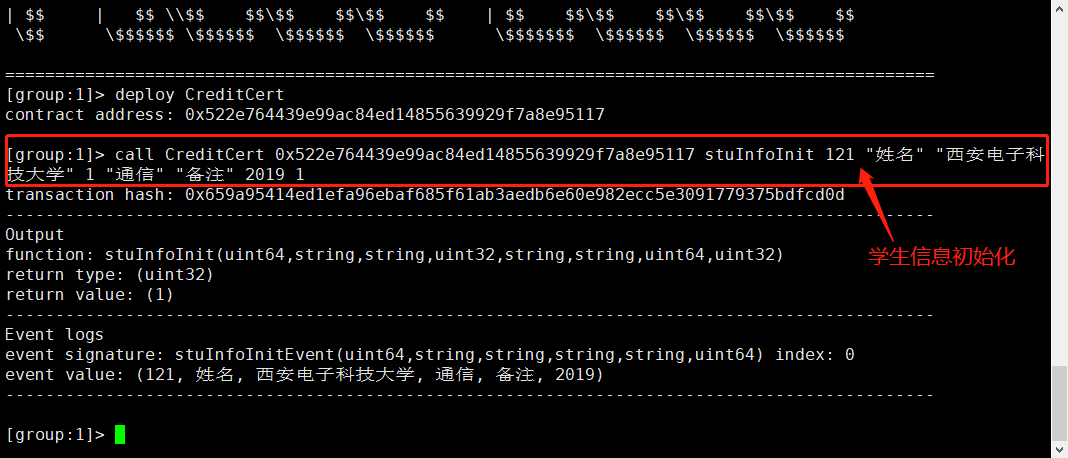 | $$     |   $$ \\$$    $$\$$    $$\$$    $$    | $$    $$\$$    $$\$$    $$\$$    $$
 \$$      \$$$$$$ \$$$$$$  \$$$$$$  \$$$$$$      \$$$$$$$  \$$$$$$  \$$$$$$  \$$$$$$
=============================================================================================
[group:1]> deploy CreditCert
contract address: 0x522e764439e99ac84ed14855639929f7a8e95117
[group:1]> call CreditCert 0x522e764439e99ac84ed14855639929f7a8e95117 stuInfoInit 121 "姓名" "西安电子科
技大学" 1 "通信" "备注" 2019 1
transaction hash: 0x659a95414ed1efa96ebaf685f61ab3aedb6e60e982ecc5e3091779375bdfcd0d
---------------------------------------------------------------------------------------------
Output
function: stuInfoInit(uint64,string,string,uint32,string,string,uint64,uint32)
return type: (uint32)
return value: (1)
---------------------------------------------------------------------------------------------
Event logs
event signature: stuInfoInitEvent(uint64,string,string,string,string,uint64) index: 0
event value: (121, 姓名, 西安电子科技大学, 通信, 备注, 2019)
---------------------------------------------------------------------------------------------
[group:1]>
学生信息初始化